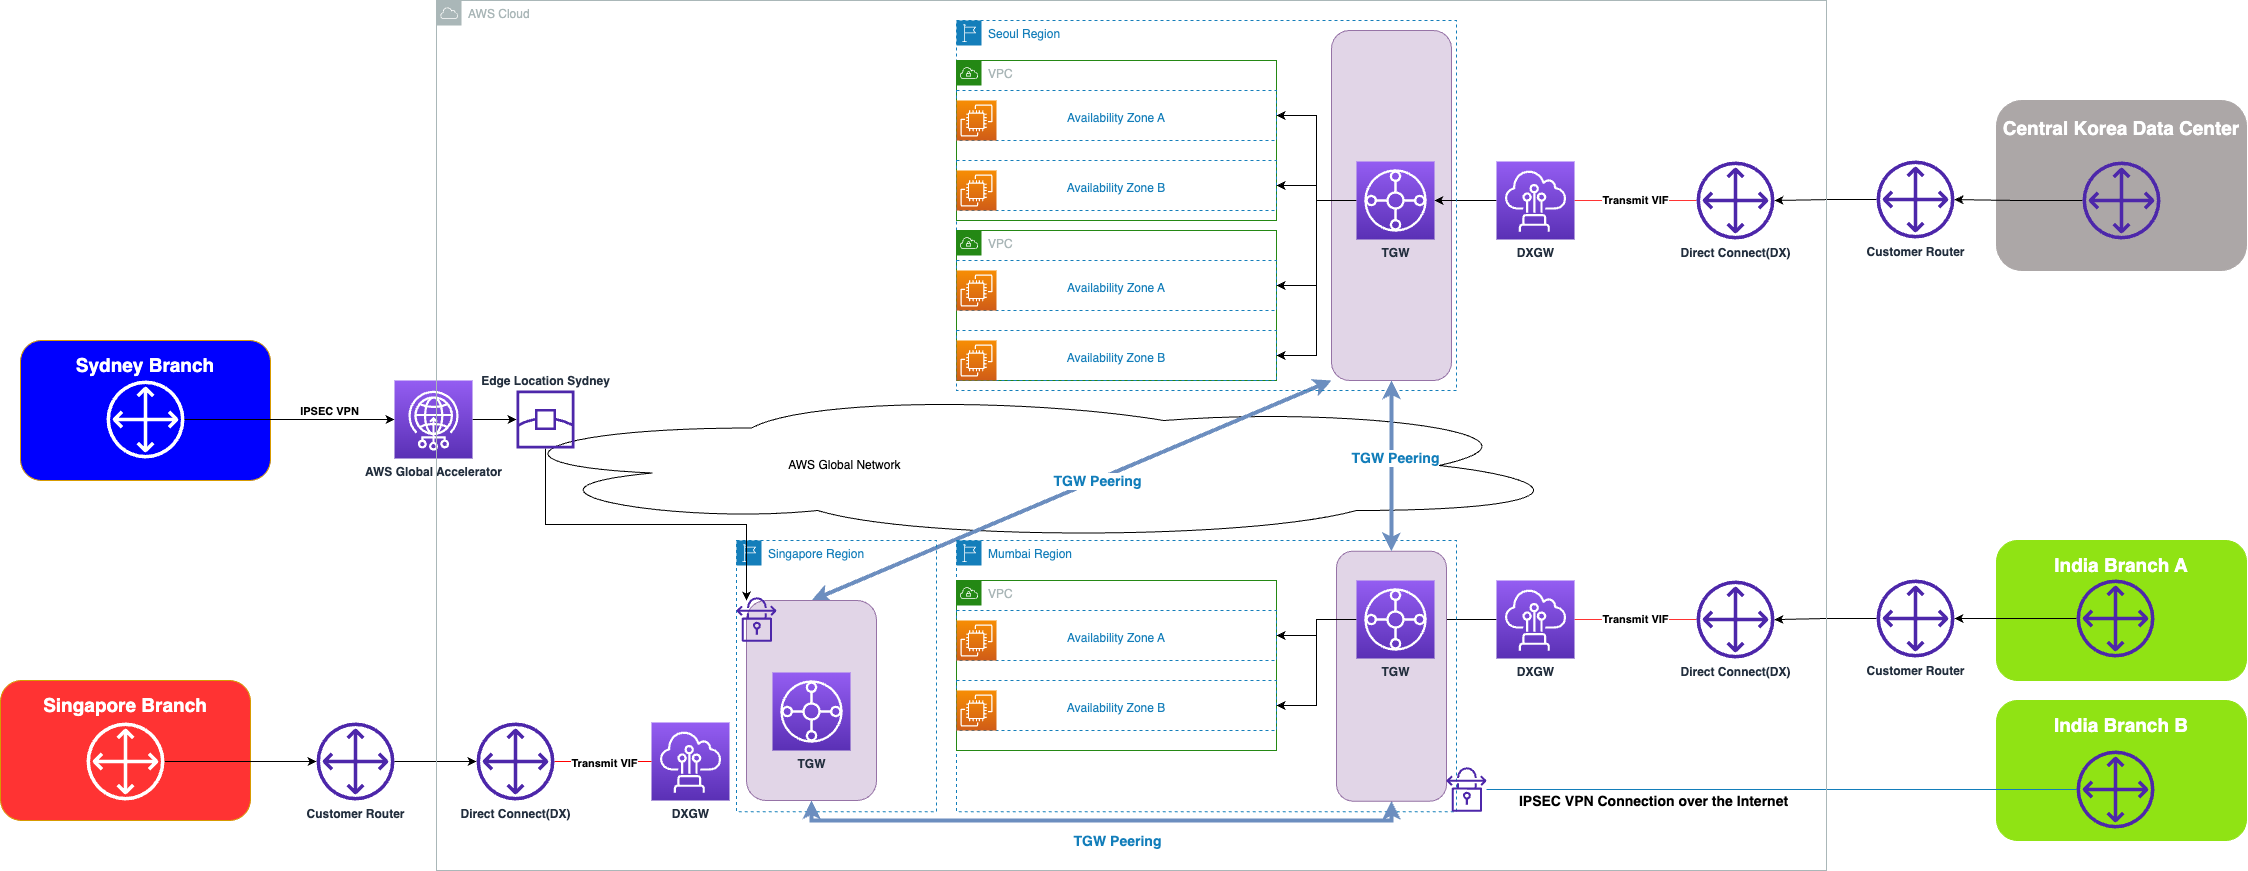 AWS Cloud
Seoul Region
VPC
Availability Zone A
Availability Zone B
VPC
Availability Zone A
Availability Zone B
TGW
DXGW
Transmit VIF
Direct Connect(DX)
Customer Router
Central Korea Data Center
Sydney Branch
IPSEC VPN
AWS Global Accelerator
Edge Location Sydney
AWS Global Network
TGW Peering
TGW Peering
Singapore Region
TGW
Mumbai Region
VPC
Availability Zone A
Availability Zone B
TGW
DXGW
Transmit VIF
Direct Connect(DX)
Customer Router
India Branch A
India Branch B
IPSEC VPN Connection over the Internet
Singapore Branch
Customer Router
Direct Connect(DX)
Transmit VIF
DXGW
TGW Peering